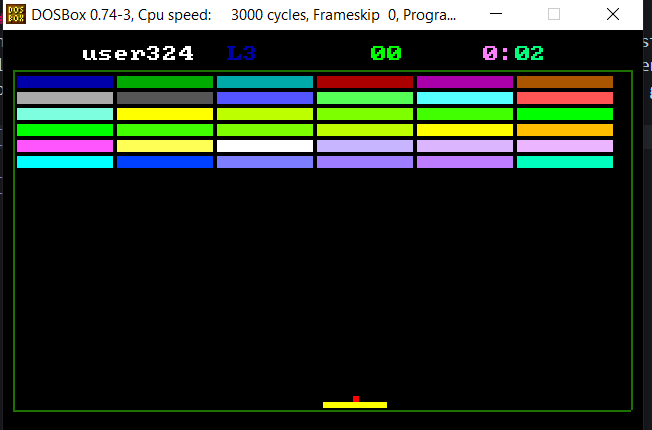 DOS BOX DOSBox 0.74-3, Cpu speed: 3000 cycles, Frameskip 0, Progra...
user324 L3 00 0:02